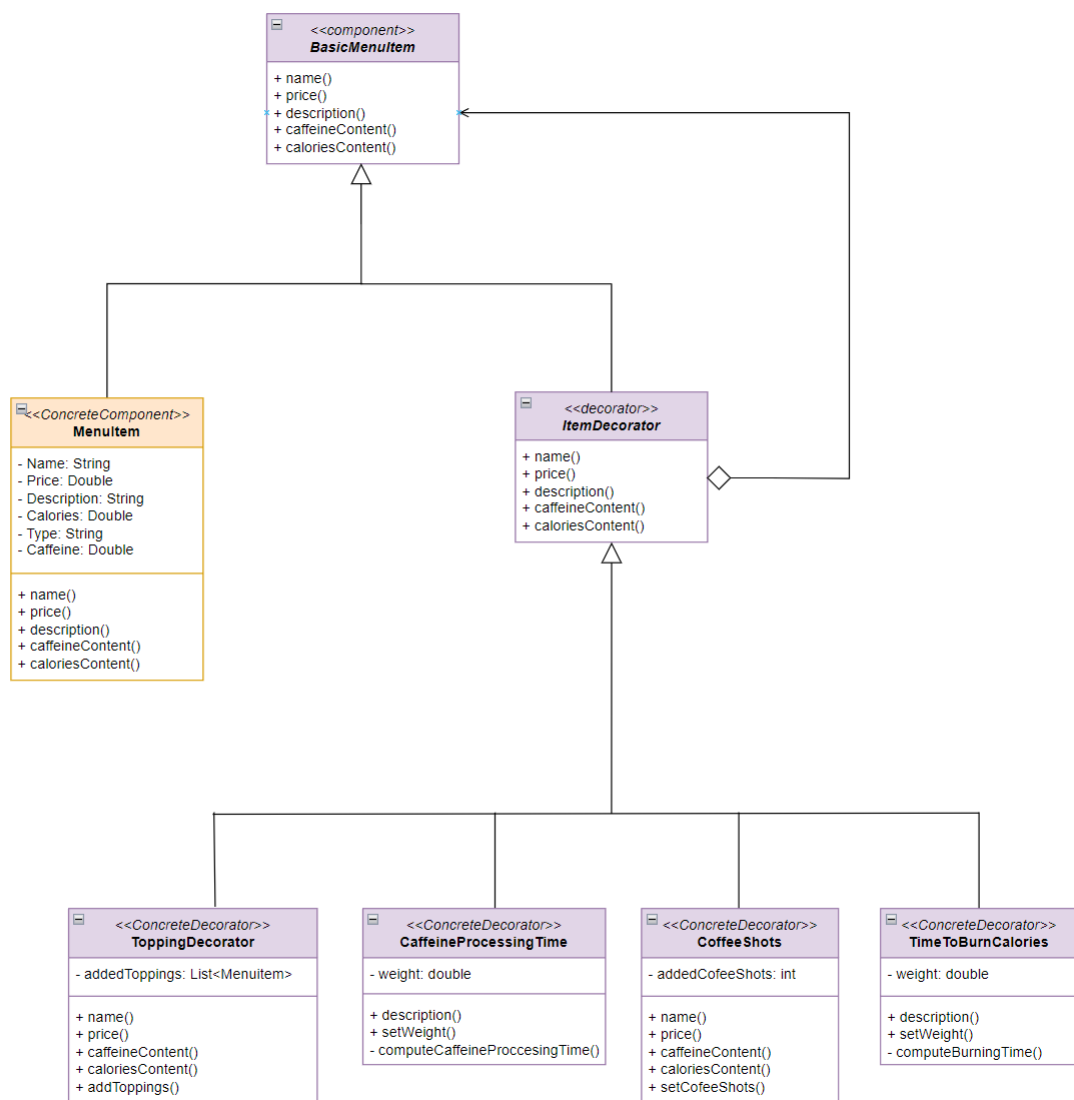 <<component>>
BasicMenuItem
+ name()
+ price()
+ description()
+ caffeineContent()
+ caloriesContent()
<<ConcreteComponent>>
MenuItem
- Name: String
- Price: Double
- Description: String
- Calories: Double
- Type: String
- Caffeine: Double
+ name()
+ price()
+ description()
+ caffeineContent()
+ caloriesContent()
<<decorator>>
ItemDecorator
+ name()
+ price()
+ description()
+ caffeineContent()
+ caloriesContent()
<<ConcreteDecorator>>
ToppingDecorator
- addedToppings: List<Menuitem>
+ name()
+ price()
+ caffeineContent()
+ caloriesContent()
+ addToppings()
<<ConcreteDecorator>>
CaffeineProcessingTime
- weight: double
+ description()
+ setWeight()
- computeCaffeineProccesingTime()
<<ConcreteDecorator>>
CoffeeShots
- addedCofeeShots: int
+ name()
+ price()
+ caffeineContent()
+ caloriesContent()
+ setCofeeShots()
<<ConcreteDecorator>>
TimeToBurnCalories
- weight: double
+ description()
+ setWeight()
- computeBurningTime()